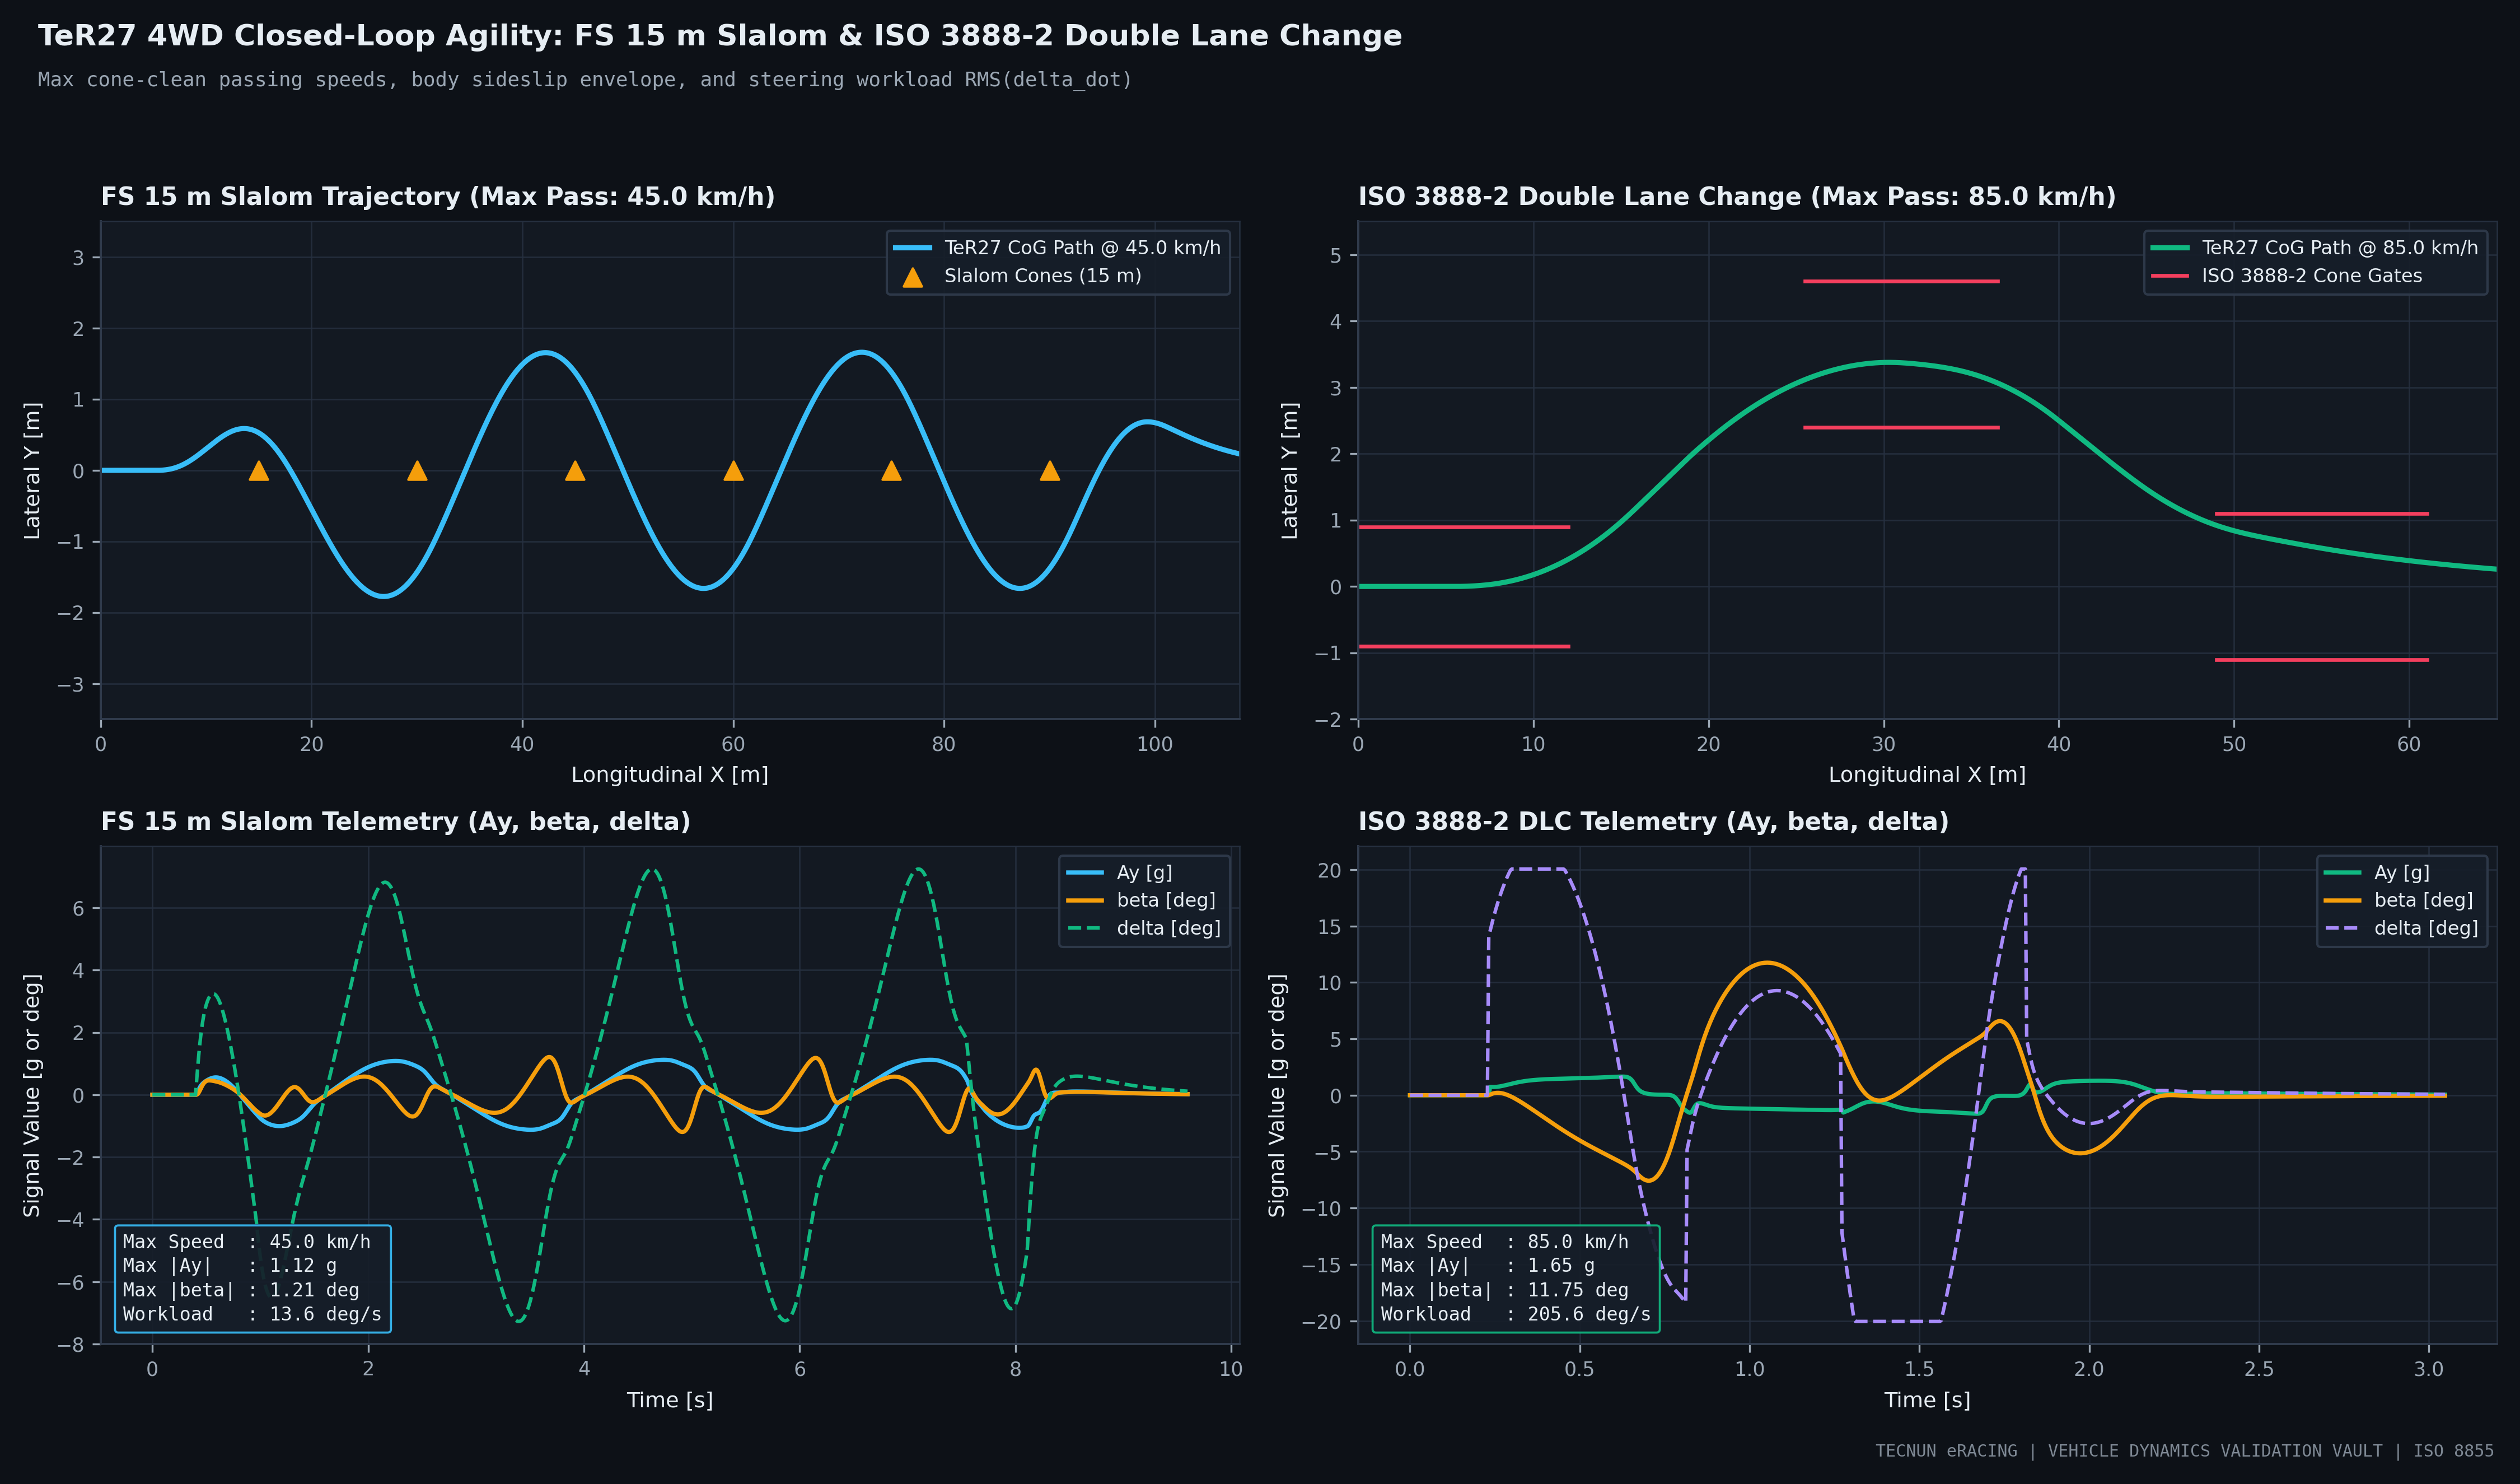 TeR27 4WD Closed-Loop Agility: FS 15 m Slalom & ISO 3888-2 Double Lane Change
Max cone-clean passing speeds, body sideslip envelope, and steering workload RMS(delta_dot)
FS 15 m Slalom Trajectory (Max Pass: 45.0 km/h)
TeR27 CoG Path @ 45.0 km/h
Slalom Cones (15 m)
3
2
1
0
−1
−2
−3
Lateral Y [m]
0 20 40 60 80 100
Longitudinal X [m]
ISO 3888-2 Double Lane Change (Max Pass: 85.0 km/h)
TeR27 CoG Path @ 85.0 km/h
ISO 3888-2 Cone Gates
5
4
3
2
1
0
−1
−2
Lateral Y [m]
0 10 20 30 40 50 60
Longitudinal X [m]
FS 15 m Slalom Telemetry (Ay, beta, delta)
Ay [g]
beta [deg]
delta [deg]
6
4
2
0
−2
−4
−6
−8
Signal Value [g or deg]
Max Speed : 45.0 km/h
Max |Ay| : 1.12 g
Max |beta| : 1.21 deg
Workload : 13.6 deg/s
0 2 4 6 8 10
Time [s]
ISO 3888-2 DLC Telemetry (Ay, beta, delta)
Ay [g]
beta [deg]
delta [deg]
20
15
10
5
0
−5
−10
−15
−20
Signal Value [g or deg]
Max Speed : 85.0 km/h
Max |Ay| : 1.65 g
Max |beta| : 11.75 deg
Workload : 205.6 deg/s
0.0 0.5 1.0 1.5 2.0 2.5 3.0
Time [s]
TECNUN eRACING | VEHICLE DYNAMICS VALIDATION VAULT | ISO 8855